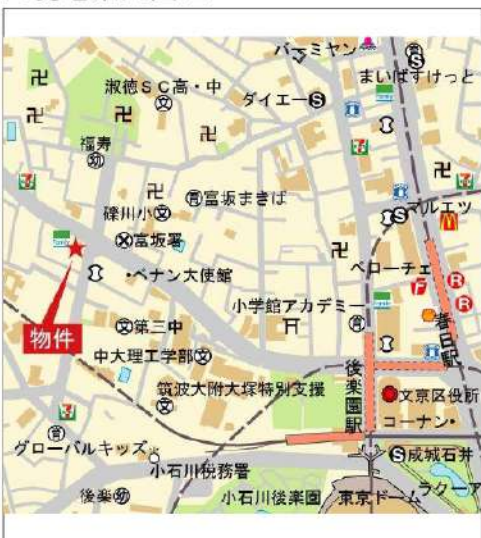 バーミヤン
まいばすけっと
淑徳SC高・中
ダイエー
福寿
富坂まきば
礫川小
マルエツ
富坂署
ベナン大使館
ベローチェ
小学館アカデミー
物件
第三中
中大理工学部
春日駅
後楽園駅
筑波大附大塚特別支援
文京区役所
コーナン
グローバルキッズ
小石川税務署
成城石井
後楽
小石川後楽園
東京ドーム
ラクーア